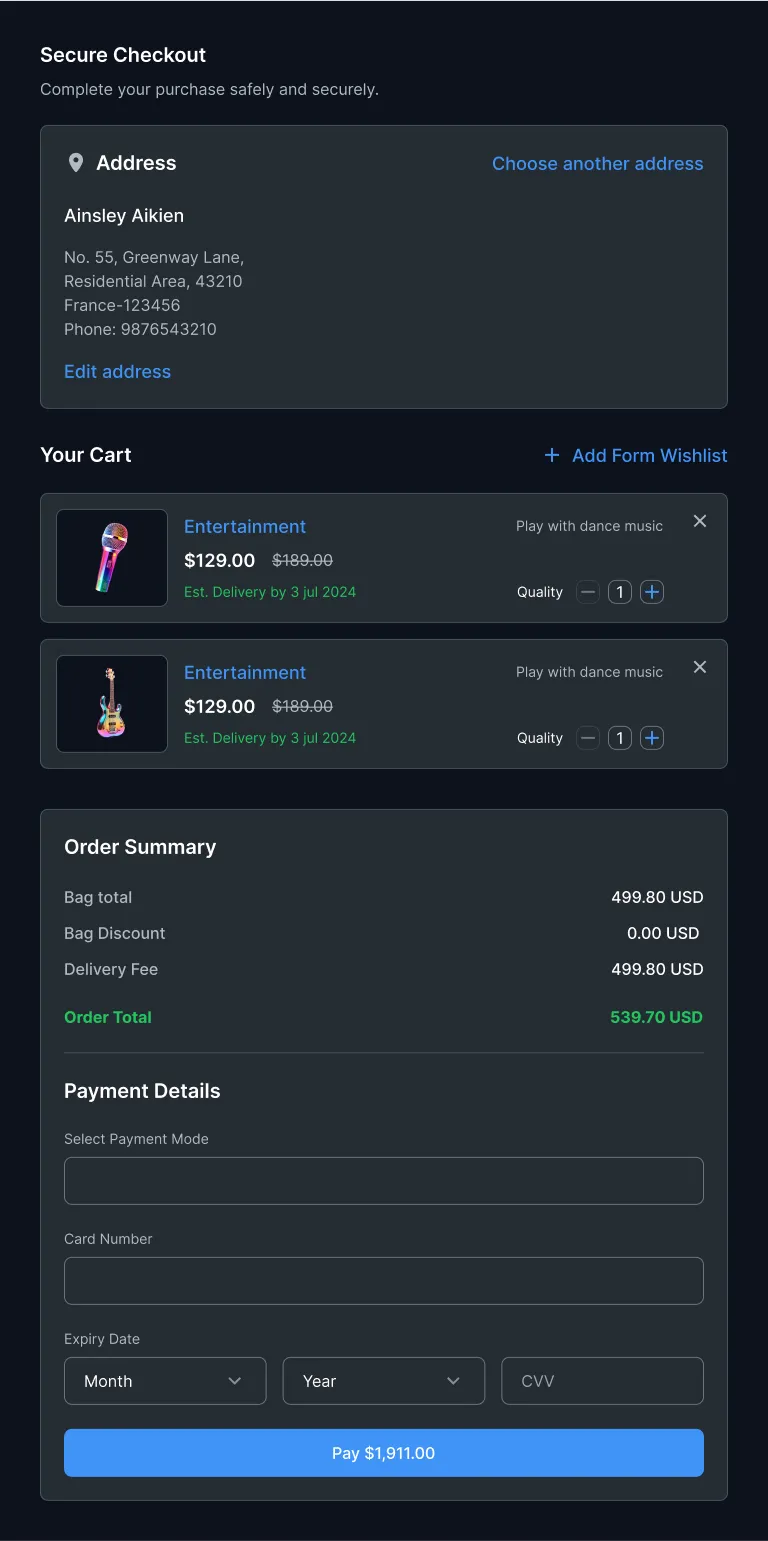 Secure Checkout
Complete your purchase safely and securely.
Address
Choose another address
Ainsley Aikien
No. 55, Greenway Lane,
Residential Area, 43210
France-123456
Phone: 9876543210
Edit address
Your Cart
+ Add Form Wishlist
Entertainment
Play with dance music
$129.00 $189.00
Est. Delivery by 3 jul 2024
Quality − 1 +
Entertainment
Play with dance music
$129.00 $189.00
Est. Delivery by 3 jul 2024
Quality − 1 +
Order Summary
Bag total 499.80 USD
Bag Discount 0.00 USD
Delivery Fee 499.80 USD
Order Total 539.70 USD
Payment Details
Select Payment Mode
Card Number
Expiry Date
Month Year CVV
Pay $1,911.00